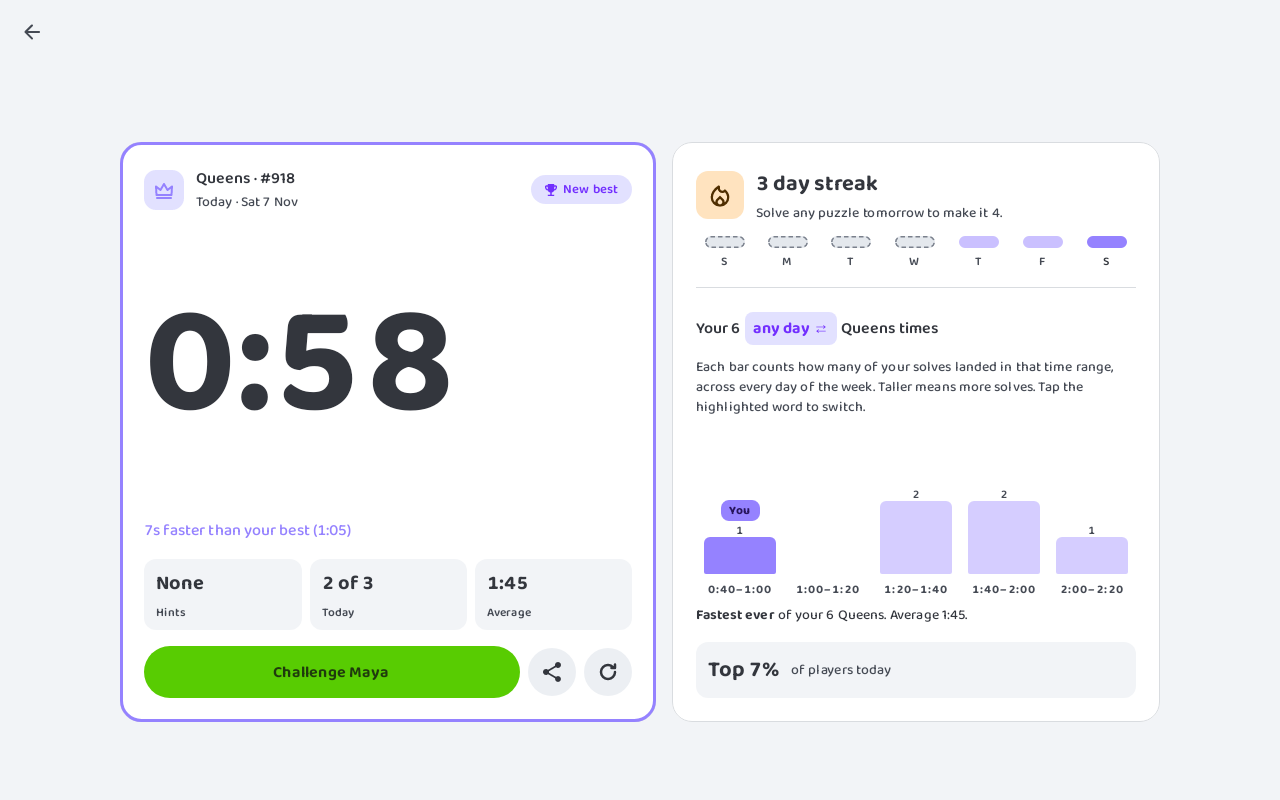 Queens · #918
Today · Sat 7 Nov
New best
0:58
7s faster than your best (1:05)
None
Hints
2 of 3
Today
1:45
Average
Challenge Maya
3 day streak
Solve any puzzle tomorrow to make it 4.
S M T W T F S
Your 6 any day Queens times
Each bar counts how many of your solves landed in that time range,
across every day of the week. Taller means more solves. Tap the
highlighted word to switch.
You
1 2 2 1
0:40–1:00 1:00–1:20 1:20–1:40 1:40–2:00 2:00–2:20
Fastest ever of your 6 Queens. Average 1:45.
Top 7% of players today